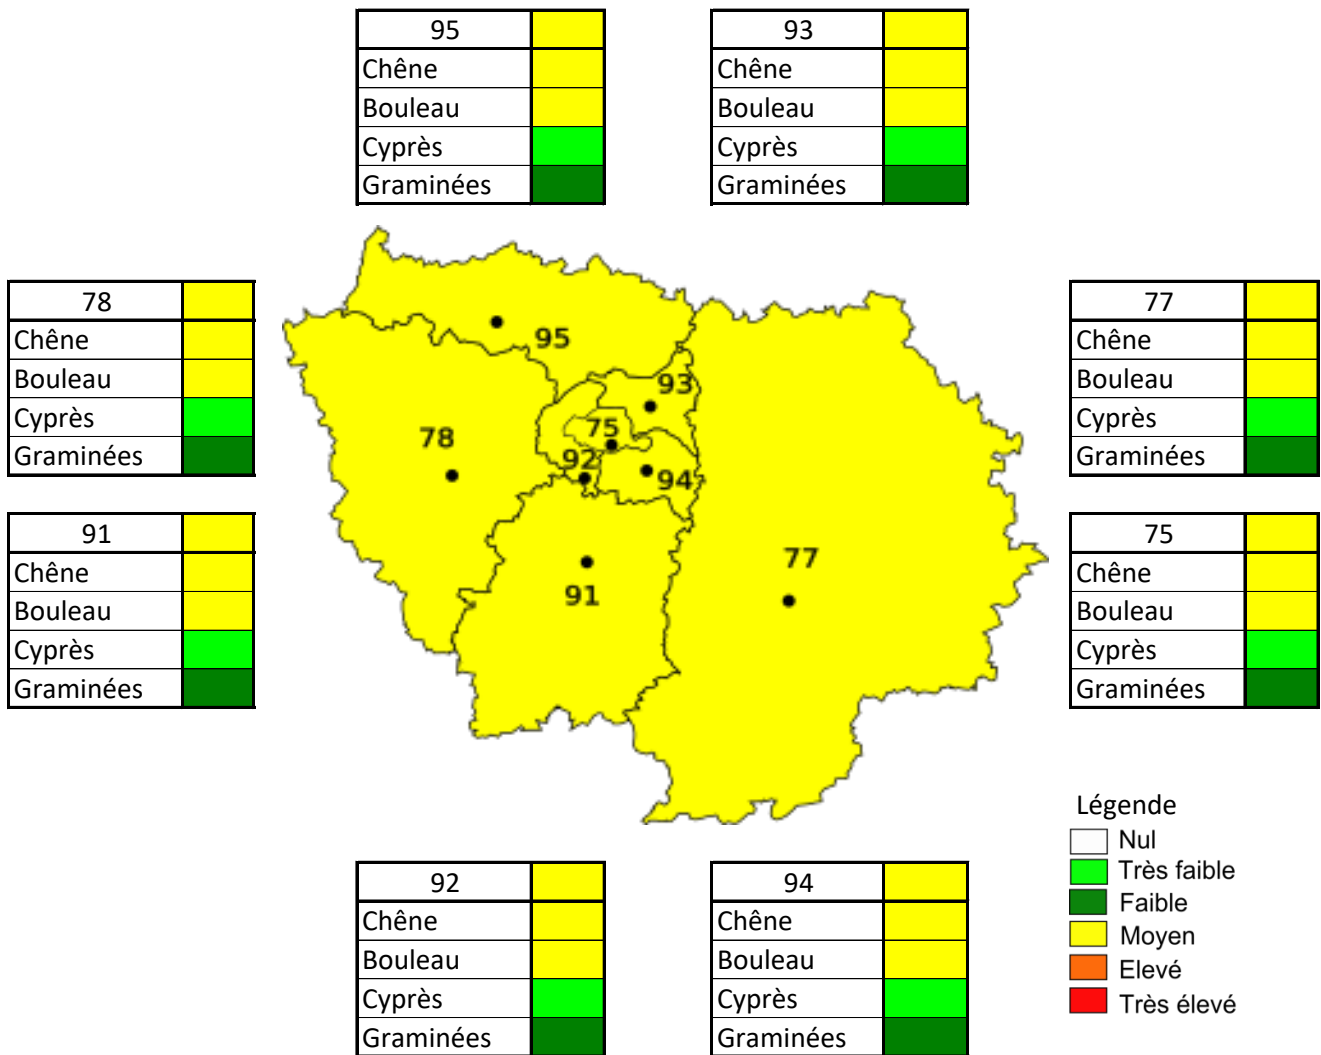 95
Chêne
Bouleau
Cyprès
Graminées
93
Chêne
Bouleau
Cyprès
Graminées
78
Chêne
Bouleau
Cyprès
Graminées
91
Chêne
Bouleau
Cyprès
Graminées
95
93
75
78
92
94
77
91
77
Chêne
Bouleau
Cyprès
Graminées
75
Chêne
Bouleau
Cyprès
Graminées
92
Chêne
Bouleau
Cyprès
Graminées
94
Chêne
Bouleau
Cyprès
Graminées
Légende
Nul
Très faible
Faible
Moyen
Elevé
Très élevé